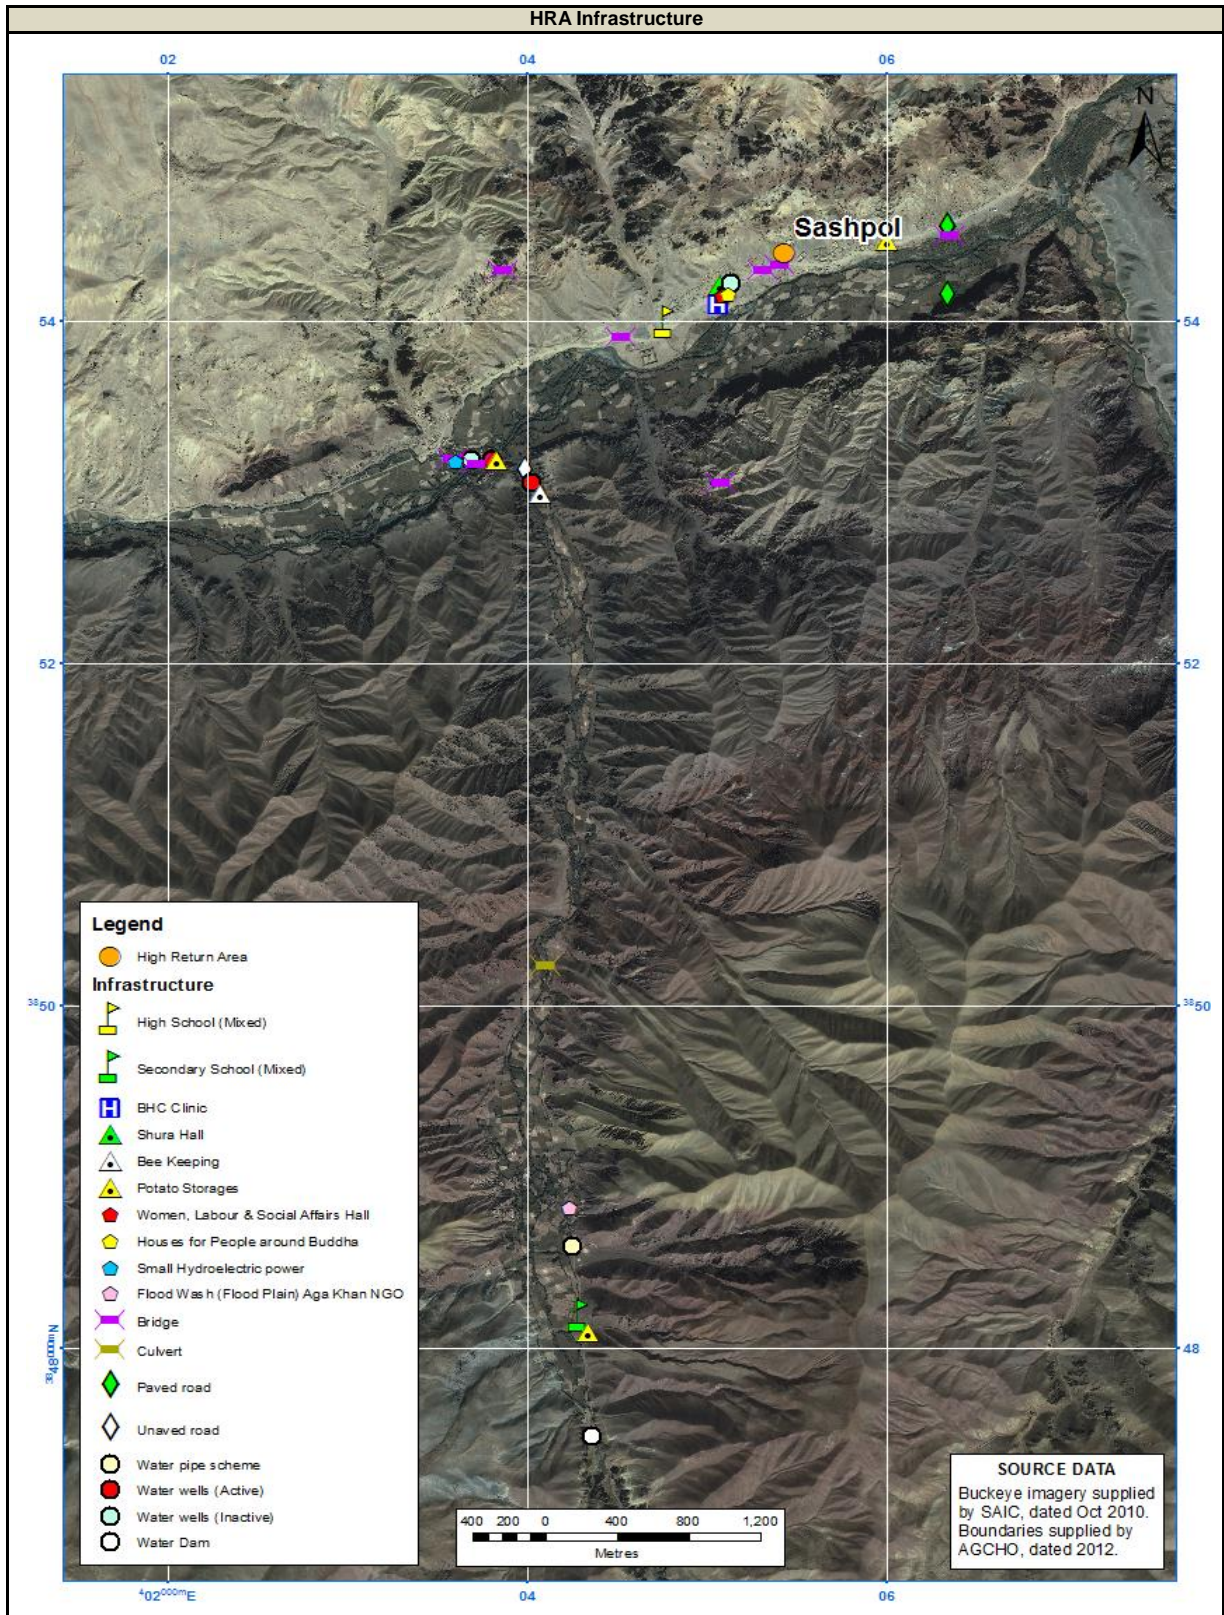 HRA Infrastructure
02 04 06
N
Sashpol
54 54
52 52
3850 3850
Legend
High Return Area
Infrastructure
High School (Mixed)
Secondary School (Mixed)
H BHC Clinic
Shura Hall
Bee Keeping
Potato Storages
Women, Labour & Social Affairs Hall
Houses for People around Buddha
Small Hydroelectric power
Flood Wash (Flood Plain) Aga Khan NGO
Bridge
Culvert
Paved road
Unaved road
Water pipe scheme
Water wells (Active)
Water wells (Inactive)
Water Dam
H
3848000mN 48
400 200 0 400 800 1,200
Metres
SOURCE DATA
Buckeye imagery supplied
by SAIC, dated Oct 2010.
Boundaries supplied by
AGCHO, dated 2012.
402000mE 04 06